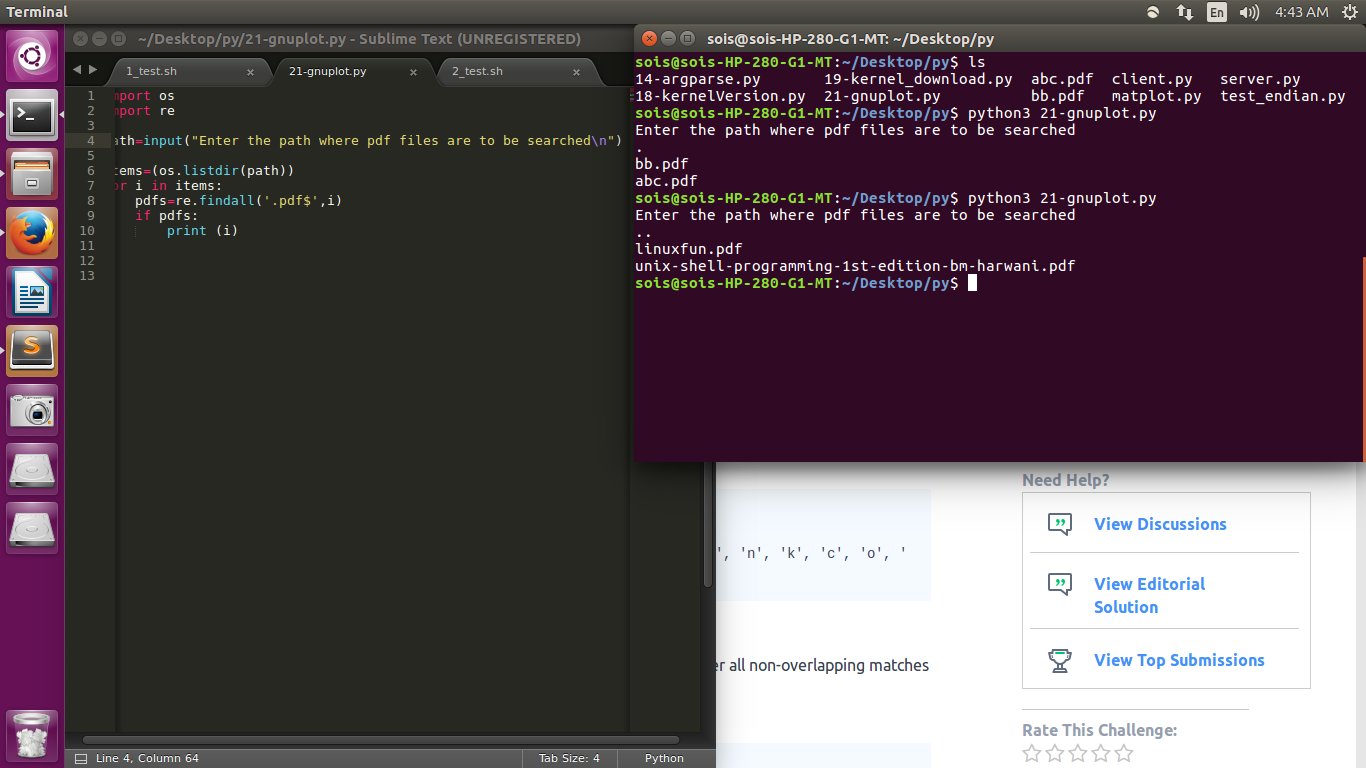 Terminal
En
4:43 AM
~/Desktop/py/21-gnuplot.py - Sublime Text (UNREGISTERED)
1_test.sh
21-gnuplot.py
2_test.sh
1 mport os
2 mport re
3
4 ath=input("Enter the path where pdf files are to be searched\n")
5
6 tems=(os.listdir(path))
7 or i in items:
8 pdfs=re.findall('.pdf$',i)
9 if pdfs:
10 print (i)
11
12
13
Line 4, Column 64
Tab Size: 4
Python
sois@sois-HP-280-G1-MT: ~/Desktop/py
sois@sois-HP-280-G1-MT:~/Desktop/py$ ls
14-argparse.py 19-kernel_download.py abc.pdf client.py server.py
18-kernelVersion.py 21-gnuplot.py bb.pdf matplot.py test_endian.py
sois@sois-HP-280-G1-MT:~/Desktop/py$ python3 21-gnuplot.py
Enter the path where pdf files are to be searched
.
bb.pdf
abc.pdf
sois@sois-HP-280-G1-MT:~/Desktop/py$ python3 21-gnuplot.py
Enter the path where pdf files are to be searched
..
linuxfun.pdf
unix-shell-programming-1st-edition-bm-harwani.pdf
sois@sois-HP-280-G1-MT:~/Desktop/py$
', 'n', 'k', 'c', 'o', '
er all non-overlapping matches
Need Help?
View Discussions
View Editorial
Solution
View Top Submissions
Rate This Challenge: